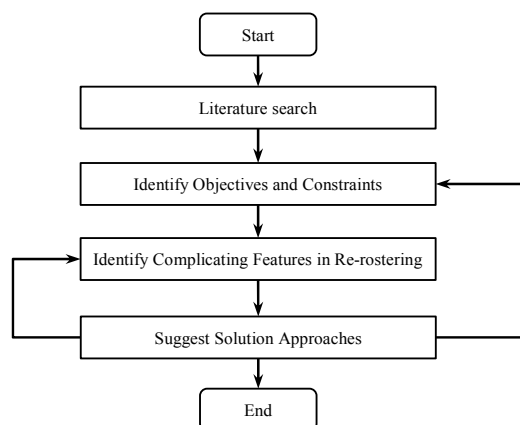 Start
Literature search
Identify Objectives and Constraints
Identify Complicating Features in Re-rostering
Suggest Solution Approaches
End